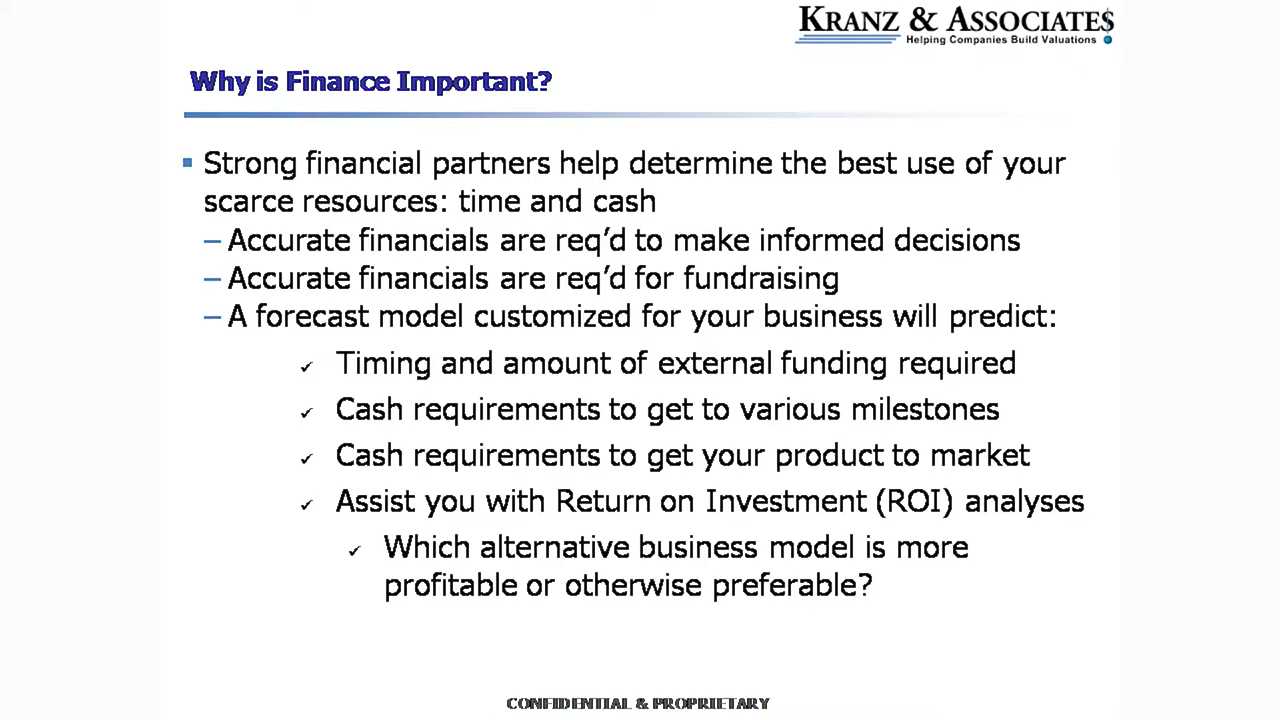 KRANZ & ASSOCIATES
Helping Companies Build Valuations
Why is Finance Important?
Strong financial partners help determine the best use of your
scarce resources: time and cash
– Accurate financials are req’d to make informed decisions
– Accurate financials are req’d for fundraising
– A forecast model customized for your business will predict:
✓ Timing and amount of external funding required
✓ Cash requirements to get to various milestones
✓ Cash requirements to get your product to market
✓ Assist you with Return on Investment (ROI) analyses
✓ Which alternative business model is more
profitable or otherwise preferable?
CONFIDENTIAL & PROPRIETARY